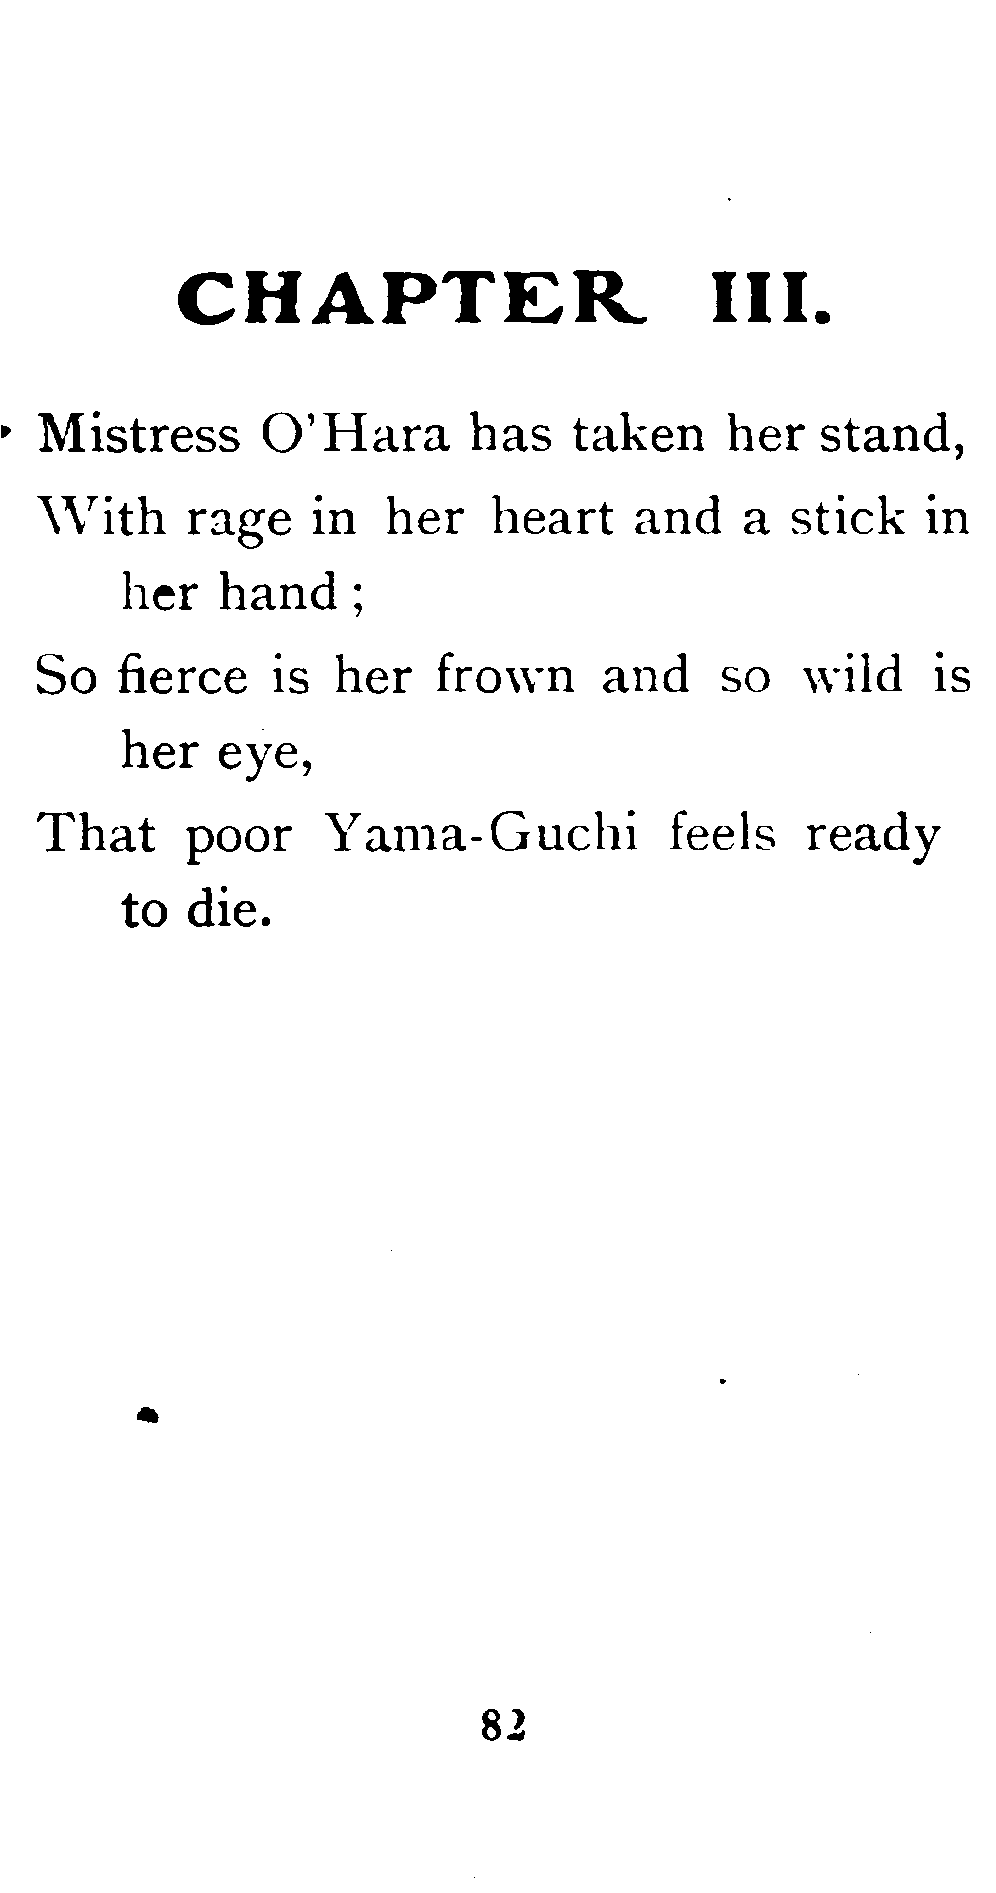 CHAPTER III.
Mistress O'Hara has taken her stand,
With rage in her heart and a stick in
her hand ;
So fierce is her frown and so wild is
her eye,
That poor Yama-Guchi feels ready
to die.
82